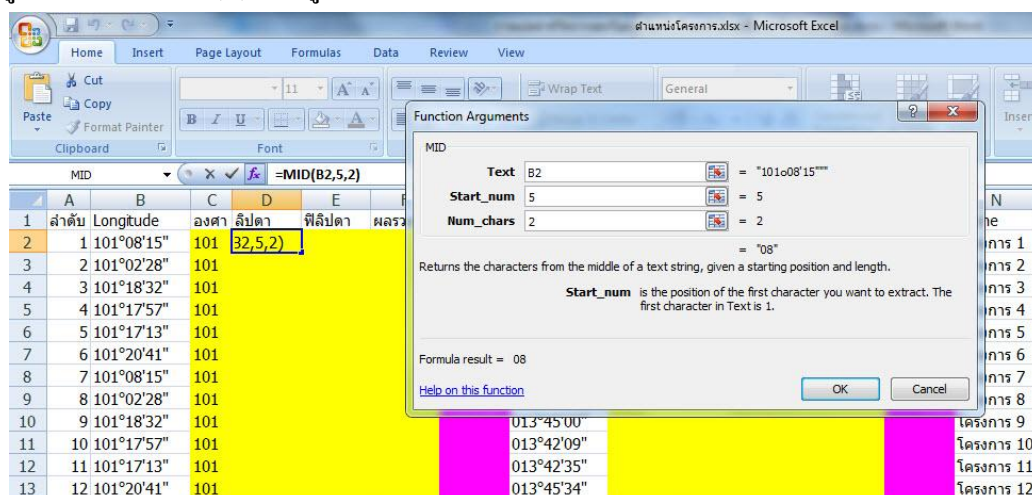 ตำแหน่งโครงการ.xlsx - Microsoft Excel
Home Insert Page Layout Formulas Data Review View
Cut
Copy
Format Painter
Paste
11
Wrap Text
General
Clipboard Font
B I U
Function Arguments
MID
Text B2 = "101o08'15"""
Start_num 5 = 5
Num_chars 2 = 2
= "08"
Returns the characters from the middle of a text string, given a starting position and length.
Start_num is the position of the first character you want to extract. The
first character in Text is 1.
Formula result = 08
Help on this function
OK Cancel
MID =MID(B2,5,2)
A B C D E N
1 ลำดับ Longitude องศา ลิปดา ฟิลิปดา
2 1 101°08'15" 101 B2,5,2)
3 2 101°02'28" 101
4 3 101°18'32" 101
5 4 101°17'57" 101
6 5 101°17'13" 101
7 6 101°20'41" 101
8 7 101°08'15" 101
9 8 101°02'28" 101
10 9 101°18'32" 101 013°45'00" โครงการ 9
11 10 101°17'57" 101 013°42'09" โครงการ 10
12 11 101°17'13" 101 013°42'35" โครงการ 11
13 12 101°20'41" 101 013°45'34" โครงการ 12